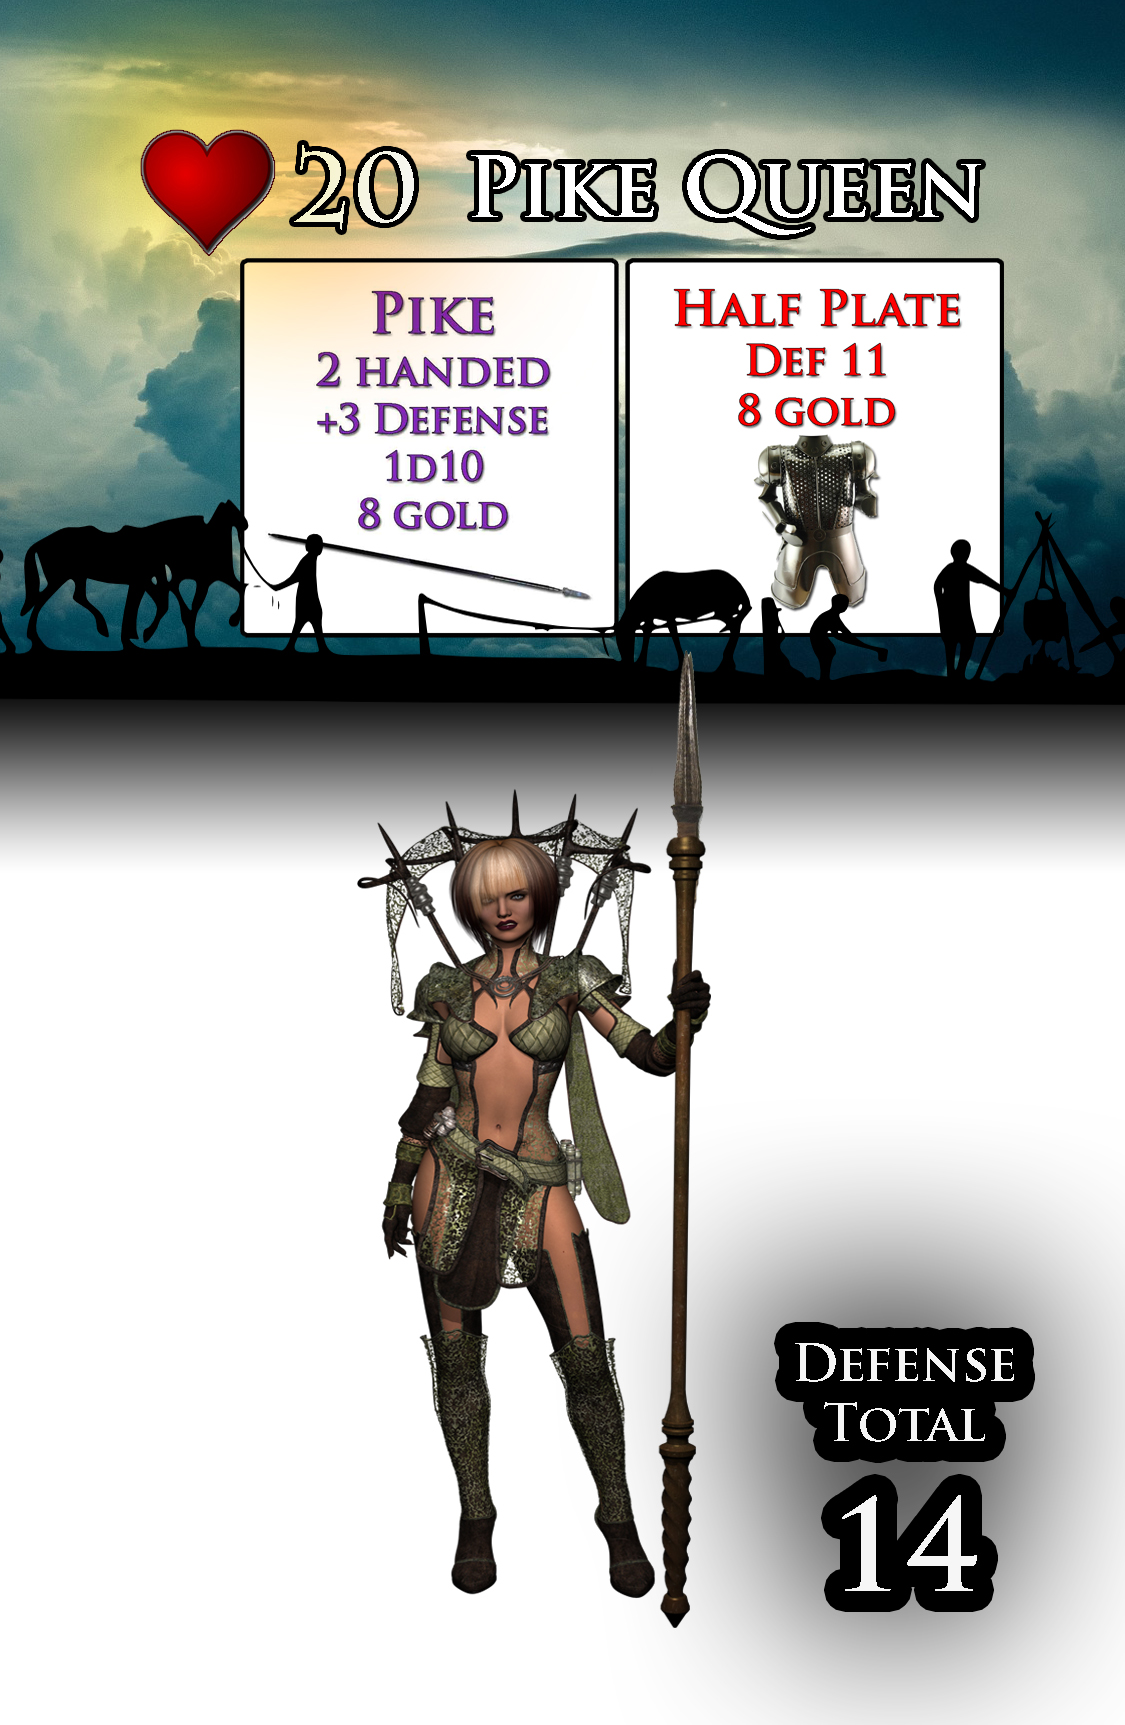 20 Pike Queen
Pike
2 handed
+3 Defense
1d10
8 gold
Half Plate
Def 11
8 gold
Defense
Total
14